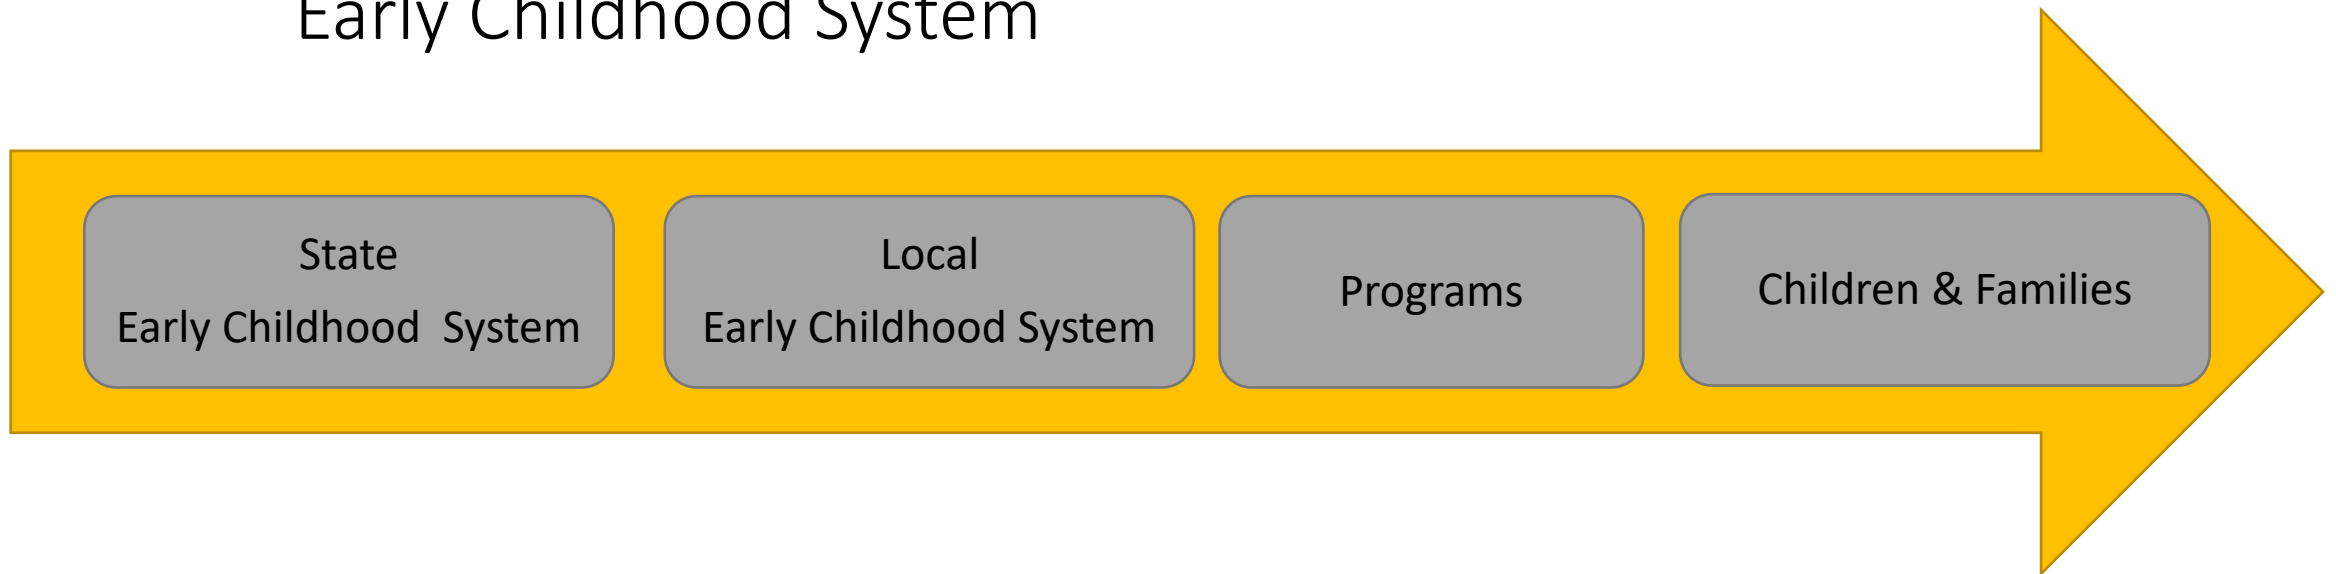 Early Childhood System
State
Early Childhood  System
Local
Early Childhood System
Programs
Children & Families